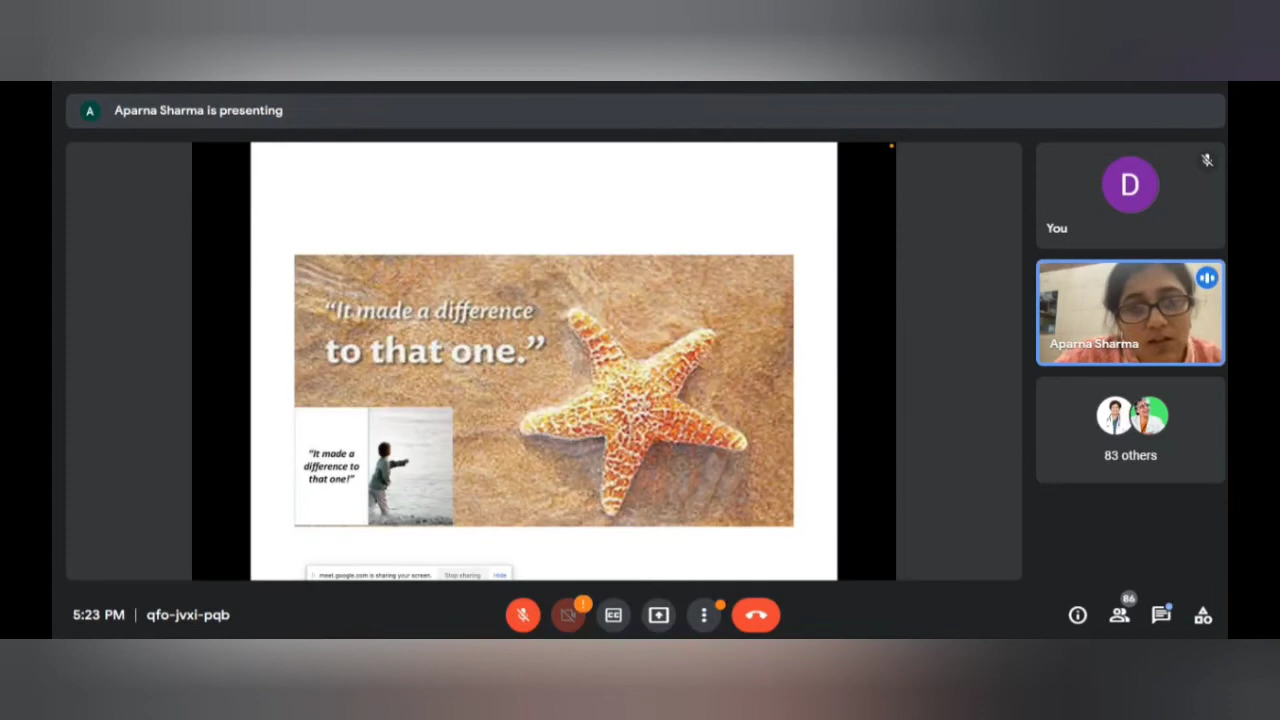 A
Aparna Sharma is presenting
"It made a difference
to that one."
"It made a
difference to
that one!"
meet.google.com is sharing your screen.
Stop sharing
Hide
D
You
Aparna Sharma
83 others
5:23 PM | qfo-jvxi-pqb
CC
86